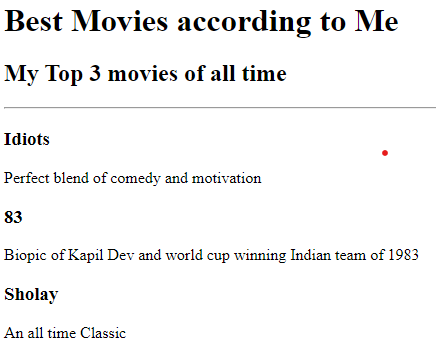 Best Movies according to Me
My Top 3 movies of all time
Idiots
Perfect blend of comedy and motivation
83
Biopic of Kapil Dev and world cup winning Indian team of 1983
Sholay
An all time Classic